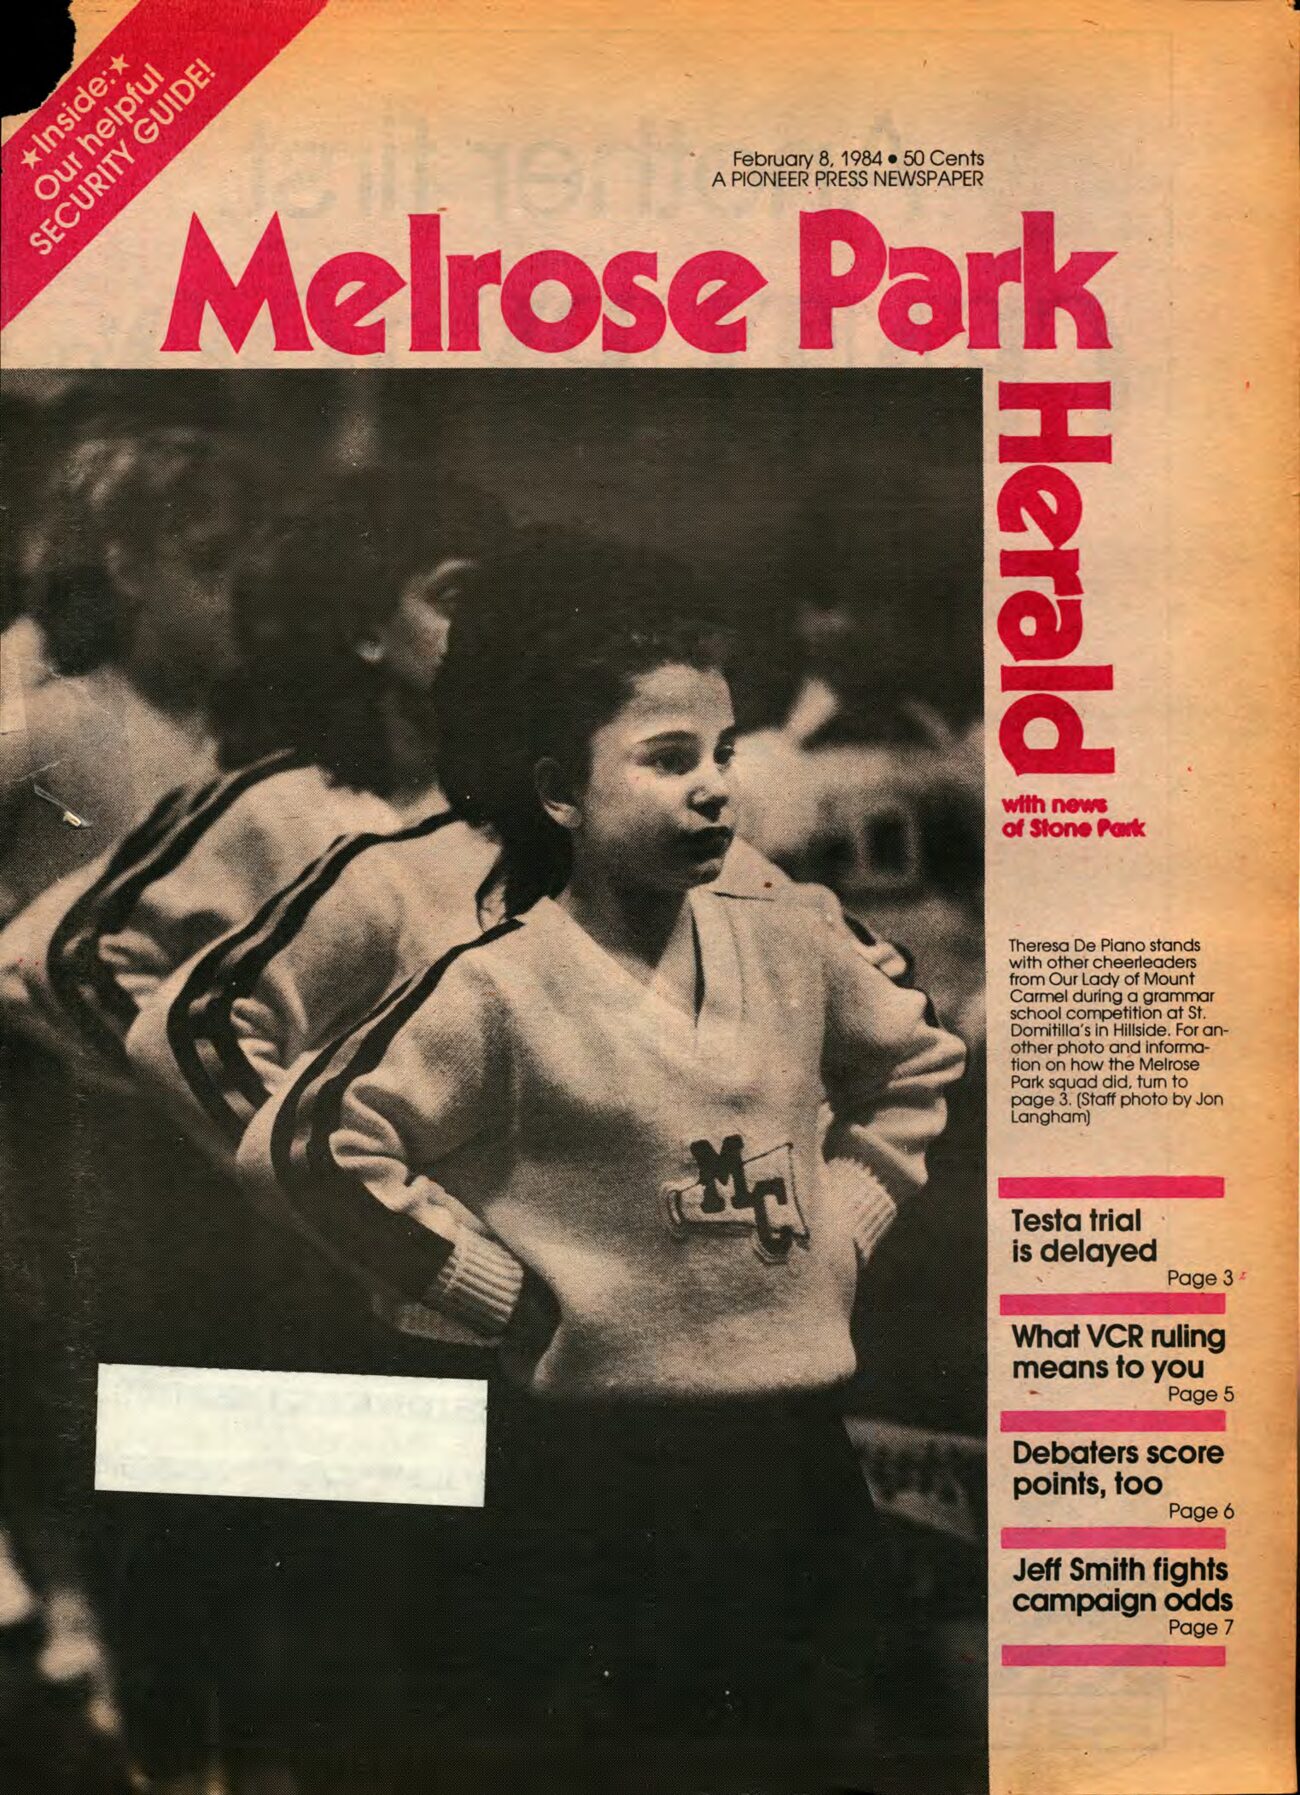 ★Inside:★
Our helpful
SECURITY GUIDE!
February 8, 1984 • 50 Cents
A PIONEER PRESS NEWSPAPER
Melrose Park
Herald
with news
of Stone Park
Theresa De Piano stands
with other cheerleaders
from Our Lady of Mount
Carmel during a grammar
school competition at St.
Domitilla's in Hillside. For an-
other photo and informa-
tion on how the Melrose
Park squad did, turn to
page 3. (Staff photo by Jon
Langham)
MC
Testa trial
is delayed
Page 3
What VCR ruling
means to you
Page 5
Debaters score
points, too
Page 6
Jeff Smith fights
campaign odds
Page 7